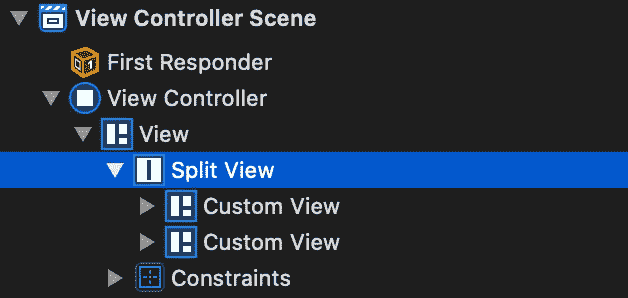 View Controller Scene
First Responder
View Controller
View
Split View
Custom View
Custom View
Constraints